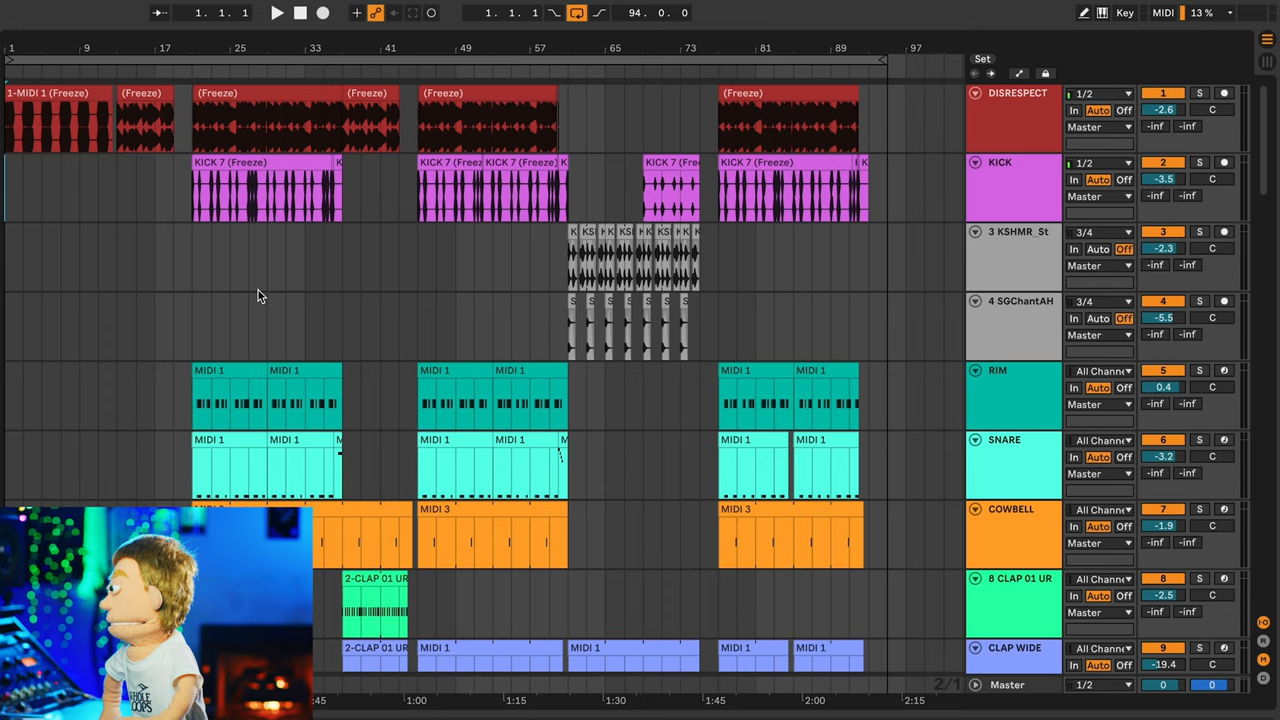 1. 1. 1 1. 1. 1 94. 0. 0 Key MIDI 13 %
1 9 17 25 33 41 49 57 65 73 81 89 97
Set
1-MIDI 1 (Freeze) (Freeze) (Freeze) (Freeze) (Freeze) (Freeze) DISRESPECT 1/2 1 S
In Auto Off -2.6 C
Master -inf -inf
KICK 7 (Freeze) K KICK 7 (Freez KICK 7 (Freeze) K KICK 7 (Fre KICK 7 (Freeze) K KICK 1/2 2 S
In Auto Off -3.5 C
Master -inf -inf
3 KSHMR_St 3/4 3 S
In Auto Off -2.3 C
Master -inf -inf
S S S S S S S 4 SGChantAH 3/4 4 S
In Auto Off -5.5 C
Master -inf -inf
MIDI 1 MIDI 1 MIDI 1 MIDI 1 MIDI 1 MIDI 1 RIM All Channe 5 S
In Auto Off 0.4 C
Master -inf -inf
MIDI 1 MIDI 1 M MIDI 1 MIDI 1 M MIDI 1 MIDI 1 SNARE All Channe 6 S
In Auto Off -3.2 C
Master -inf -inf
MIDI 3 MIDI 3 COWBELL All Channe 7 S
In Auto Off -1.9 C
Master -inf -inf
2-CLAP 01 UR 8 CLAP 01 UR All Channe 8 S
In Auto Off -2.5 C
Master -inf -inf
2-CLAP 01 UR MIDI 1 MIDI 1 MIDI 1 MIDI 1 CLAP WIDE All Channe 9 S
In Auto Off -19.4 C
2/1 Master 1/2 0 0
:45 1:00 1:15 1:30 1:45 2:00 2:15
WHOLE
LOOPS